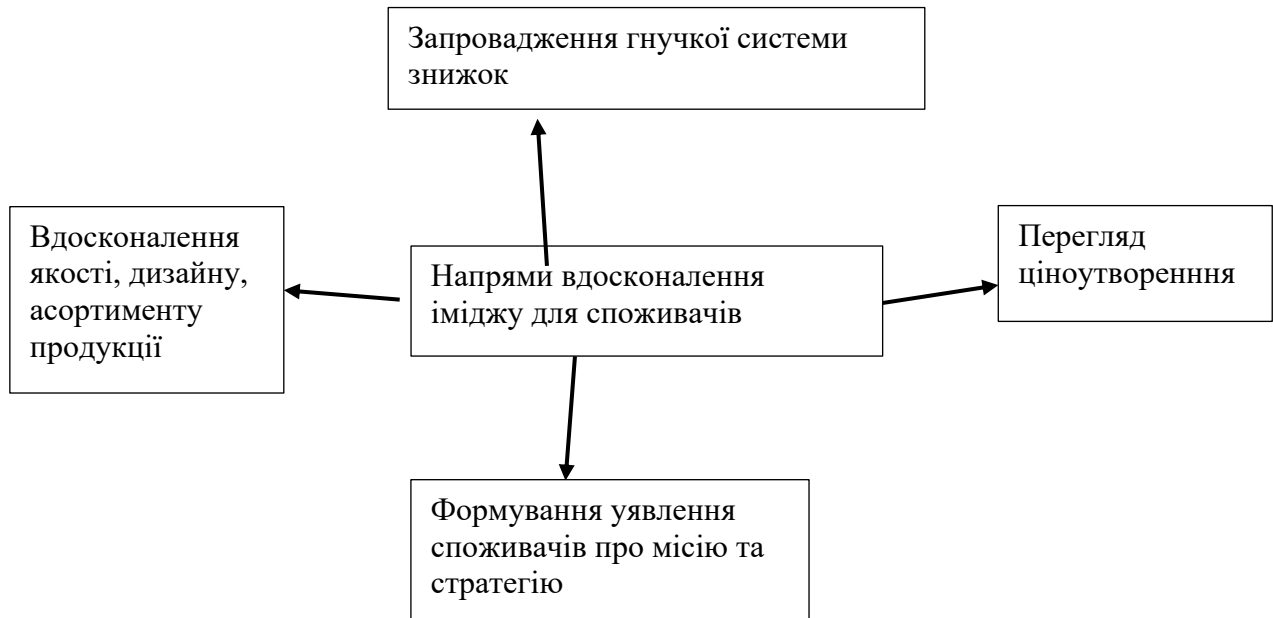 Запровадження гнучкої системи
знижок
Вдосконалення
якості, дизайну,
асортименту
продукції
Напрями вдосконалення
іміджу для споживачів
Перегляд
ціноутворенння
Формування уявлення
споживачів про місію та
стратегію